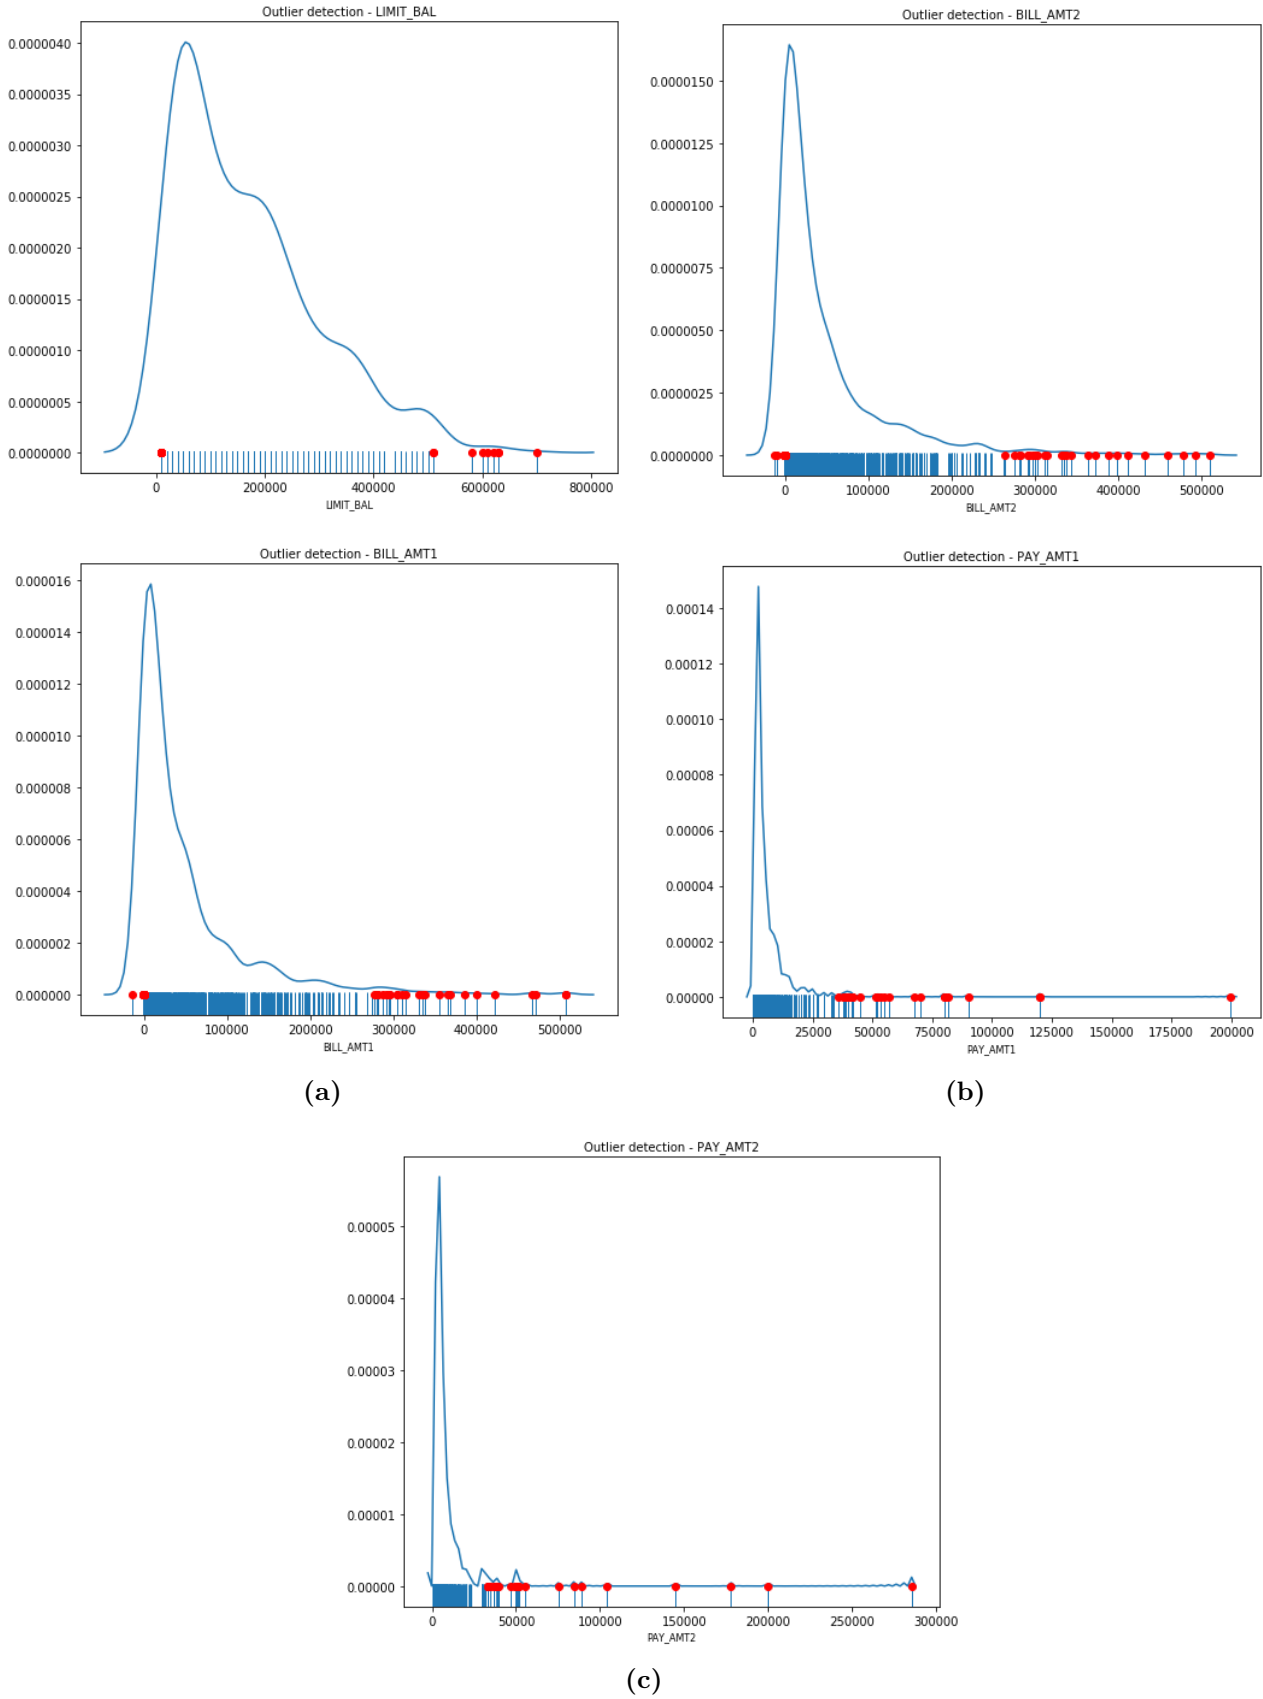 Outlier detection - LIMIT_BAL
0.0000040
0.0000035
0.0000030
0.0000025
0.0000020
0.0000015
0.0000010
0.0000005
0.0000000
0 200000 400000 600000 800000
LIMIT_BAL
Outlier detection - BILL_AMT2
0.0000150
0.0000125
0.0000100
0.0000075
0.0000050
0.0000025
0.0000000
0 100000 200000 300000 400000 500000
BILL_AMT2
Outlier detection - BILL_AMT1
0.000016
0.000014
0.000012
0.000010
0.000008
0.000006
0.000004
0.000002
0.000000
0 100000 200000 300000 400000 500000
BILL_AMT1
(a)
Outlier detection - PAY_AMT1
0.00014
0.00012
0.00010
0.00008
0.00006
0.00004
0.00002
0.00000
0 25000 50000 75000 100000 125000 150000 175000 200000
PAY_AMT1
(b)
Outlier detection - PAY_AMT2
0.00005
0.00004
0.00003
0.00002
0.00001
0.00000
0 50000 100000 150000 200000 250000 300000
PAY_AMT2
(c)